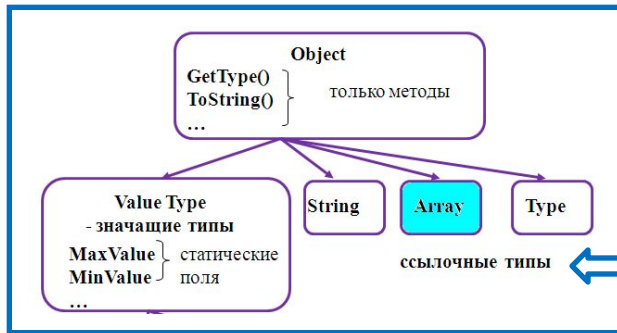 Object
GetType()
ToString()
...
только методы
Value Type
- значащие типы
MaxValue
MinValue
...
статические
поля
String
Array
Type
ссылочные типы